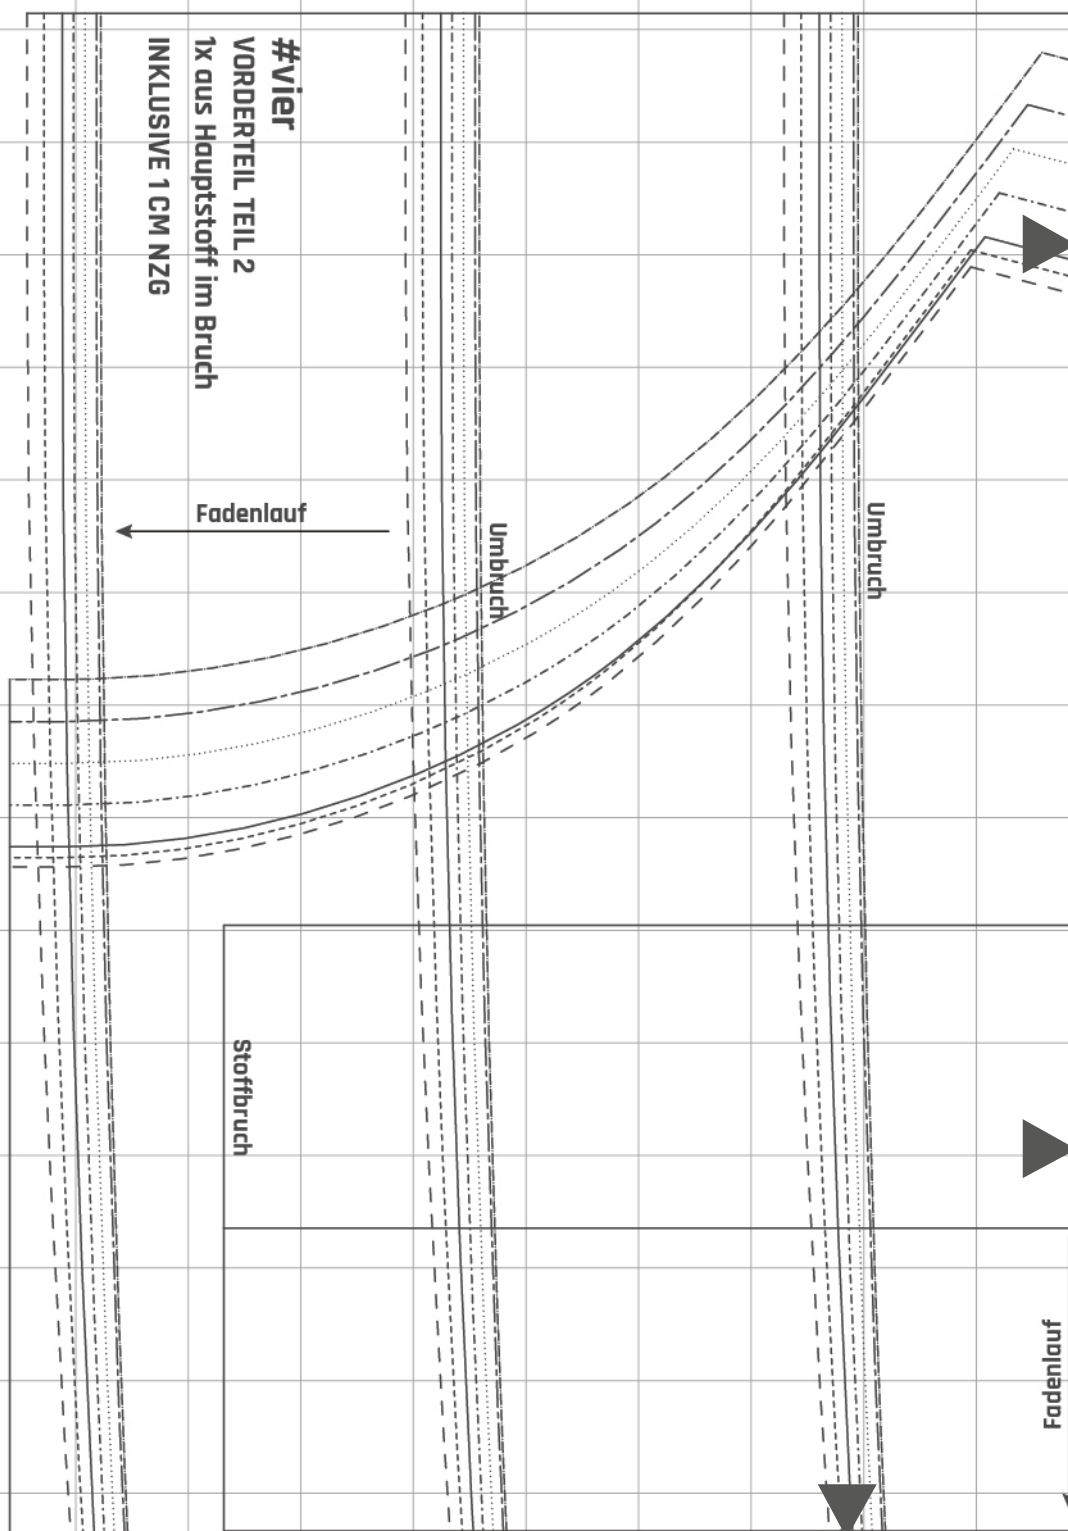 #vier
VORDERTEIL TEIL 2
1x aus Hauptstoff im Bruch
INKLUSIVE 1 CM NZG
Fadenlauf
Umbruch
Umbruch
Stoffbruch
Fadenlauf